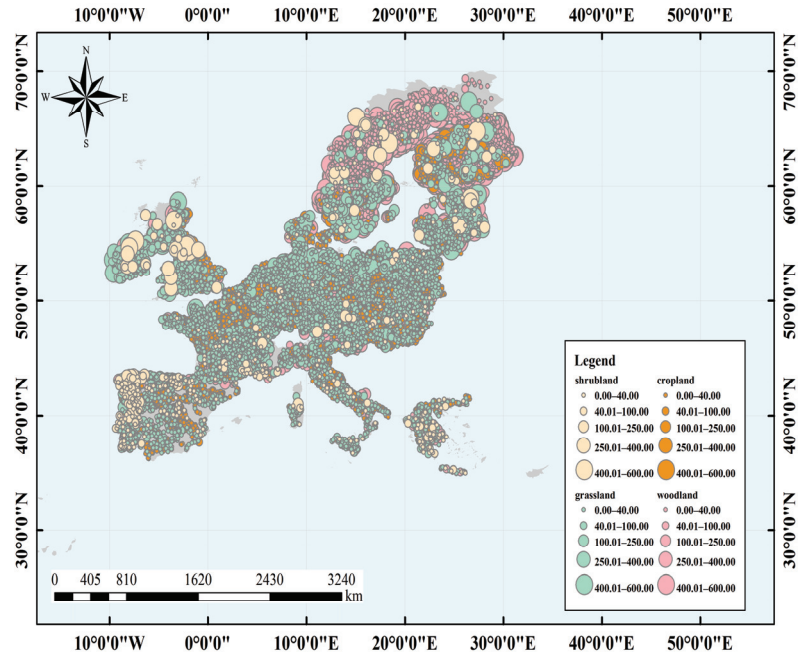 10°0'0"W 0°0'0" 10°0'0"E 20°0'0"E 30°0'0"E 40°0'0"E 50°0'0"E
N
W E
S
70°0'0"N 70°0'0"N
60°0'0"N 60°0'0"N
50°0'0"N 50°0'0"N
40°0'0"N 40°0'0"N
30°0'0"N 30°0'0"N
Legend
shrubland cropland
0.00–40.00 0.00–40.00
40.01–100.00 40.01–100.00
100.01–250.00 100.01–250.00
250.01–400.00 250.01–400.00
400.01–600.00 400.01–600.00
grassland woodland
0.00–40.00 0.00–40.00
40.01–100.00 40.01–100.00
100.01–250.00 100.01–250.00
250.01–400.00 250.01–400.00
400.01–600.00 400.01–600.00
0 405 810 1620 2430 3240
km
10°0'0"W 0°0'0" 10°0'0"E 20°0'0"E 30°0'0"E 40°0'0"E 50°0'0"E